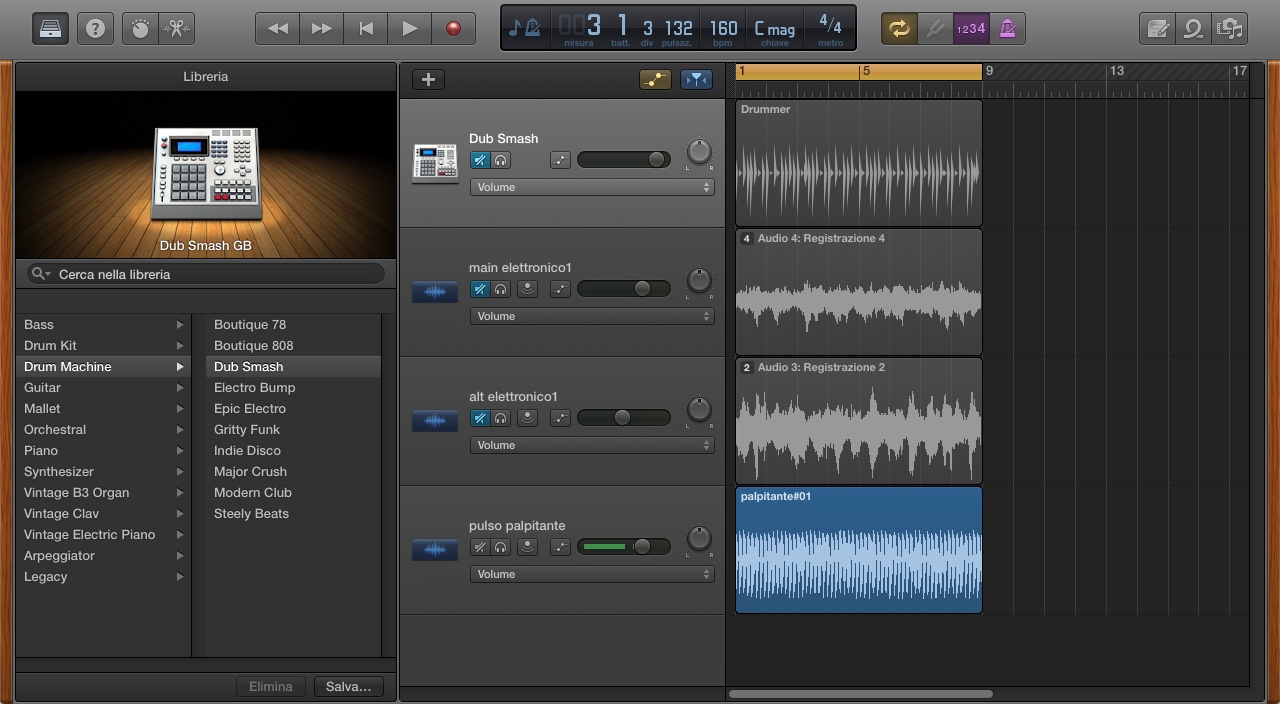 ?
00 3 1 3 132 160 C mag 4/4
misura batt. div pulsaz. bpm chiave metro
1234
Libreria
Dub Smash GB
Cerca nella libreria
Bass
Drum Kit
Drum Machine
Guitar
Mallet
Orchestral
Piano
Synthesizer
Vintage B3 Organ
Vintage Clav
Vintage Electric Piano
Arpeggiator
Legacy
Boutique 78
Boutique 808
Dub Smash
Electro Bump
Epic Electro
Gritty Funk
Indie Disco
Major Crush
Modern Club
Steely Beats
Elimina
Salva...
+
1 5 9 13 17
Dub Smash
L R
Volume
Drummer
main elettronico1
L R
Volume
4 Audio 4: Registrazione 4
alt elettronico1
L R
Volume
2 Audio 3: Registrazione 2
pulso palpitante
L R
Volume
palpitante#01